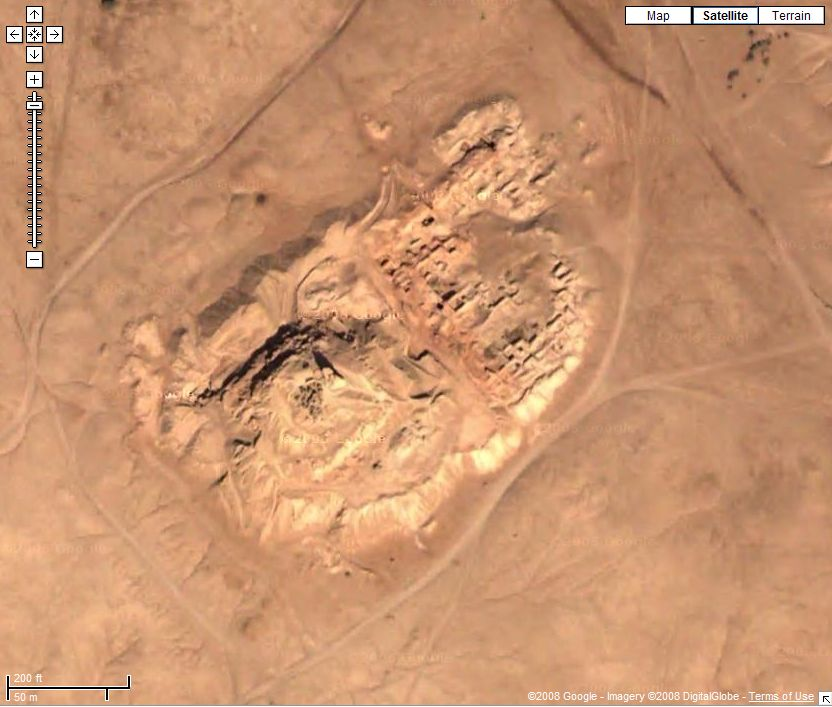 Map Satellite Terrain
200 ft
50 m
©2008 Google - Imagery ©2008 DigitalGlobe - Terms of Use